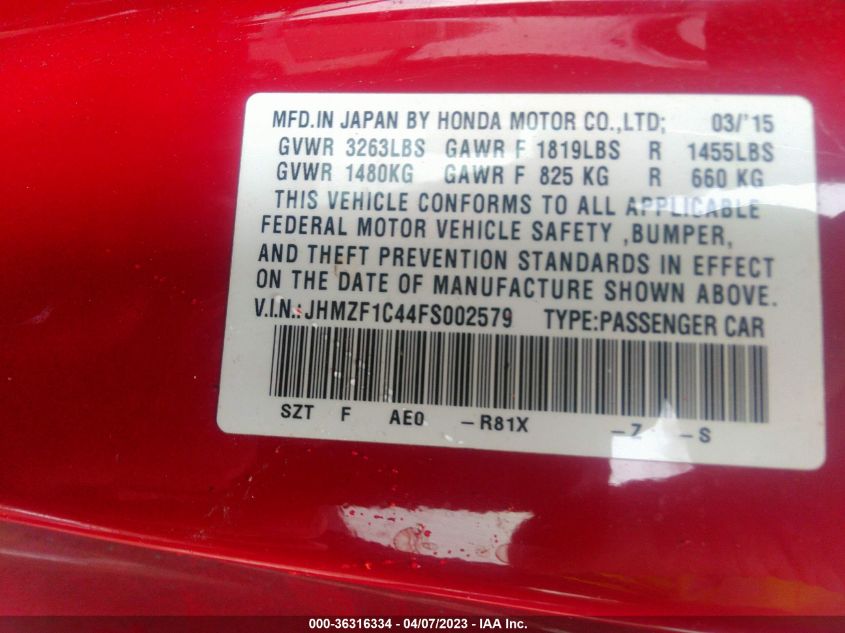 MFD.IN JAPAN BY HONDA MOTOR CO.,LTD; 03/'15
GVWR 3263LBS GAWR F 1819LBS R 1455LBS
GVWR 1480KG GAWR F 825 KG R 660 KG
THIS VEHICLE CONFORMS TO ALL APPLICABLE
FEDERAL MOTOR VEHICLE SAFETY ,BUMPER,
AND THEFT PREVENTION STANDARDS IN EFFECT
ON THE DATE OF MANUFACTURE SHOWN ABOVE.
V.I.N.:JHMZF1C44FS002579 TYPE:PASSENGER CAR
SZT F AE0 -R81X -Z -S
000-36316334 - 04/07/2023 - IAA Inc.